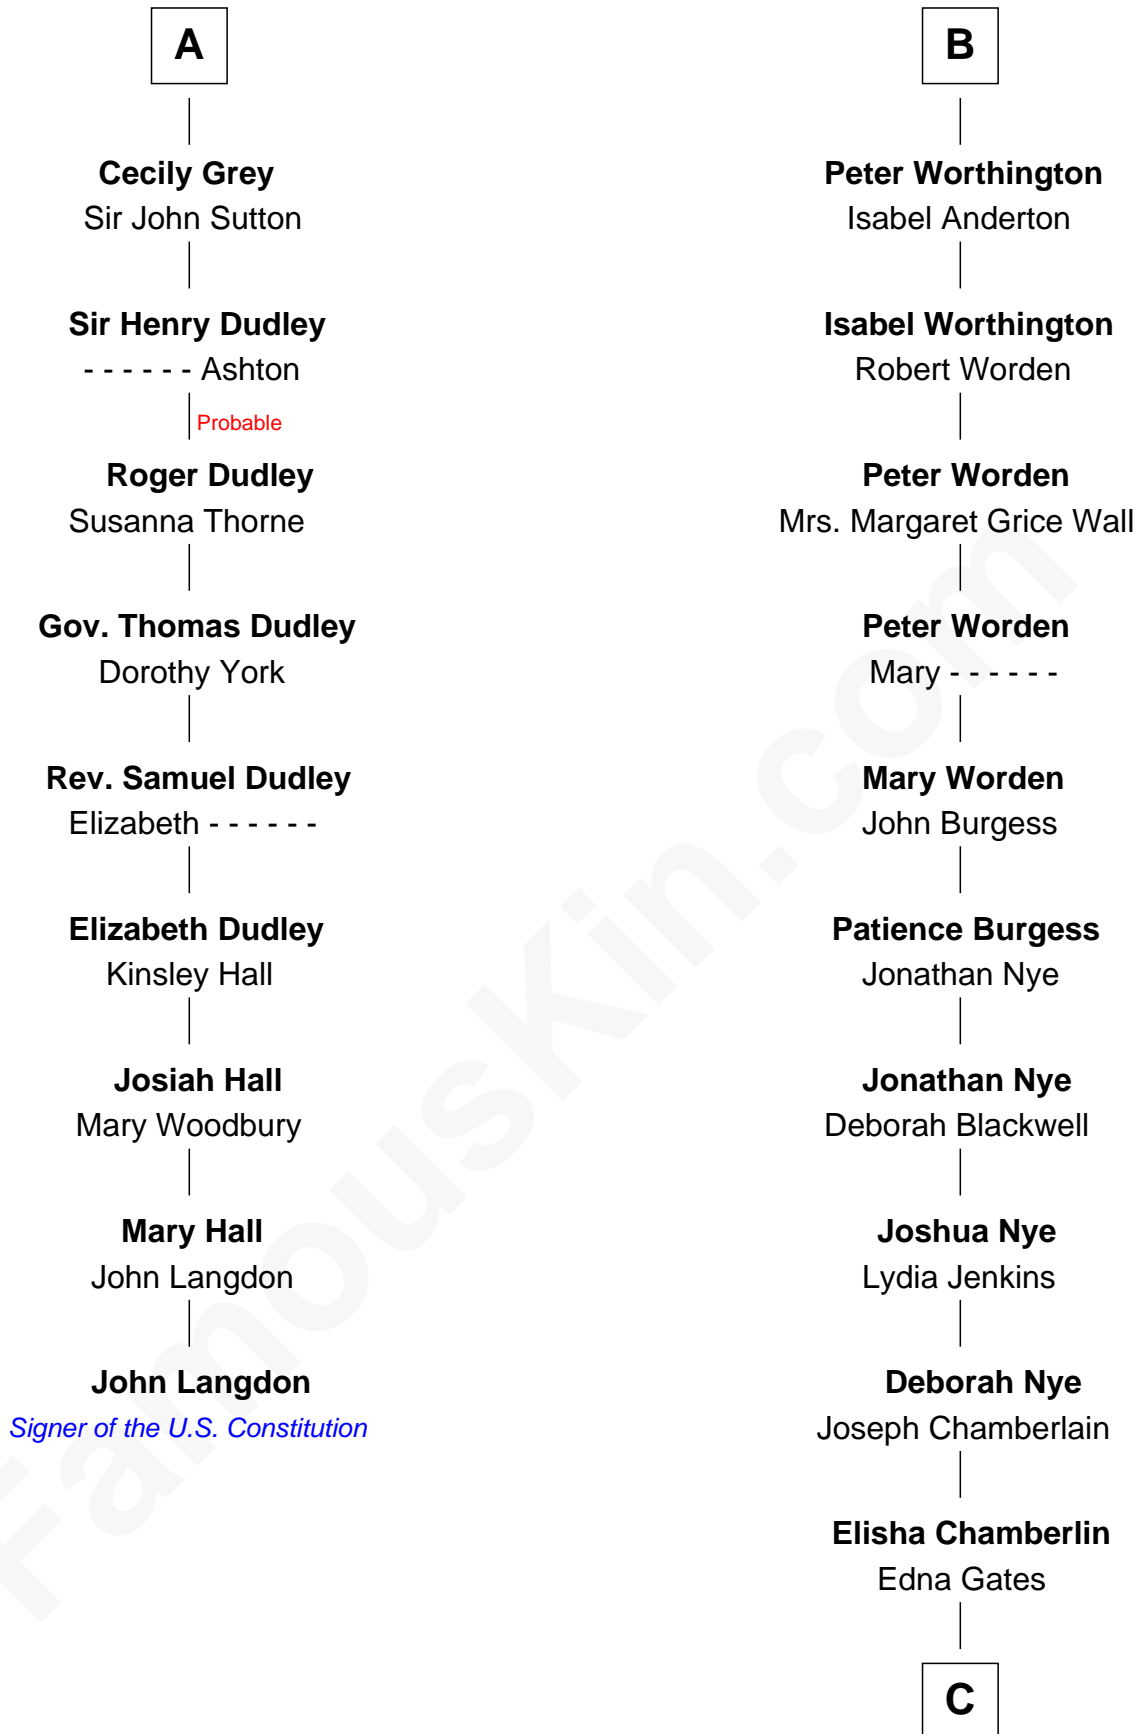 A
Cecily Grey
Sir John Sutton
Sir Henry Dudley
- - - - - - Ashton
Probable
Roger Dudley
Susanna Thorne
Gov. Thomas Dudley
Dorothy York
Rev. Samuel Dudley
Elizabeth - - - - - -
Elizabeth Dudley
Kinsley Hall
Josiah Hall
Mary Woodbury
Mary Hall
John Langdon
John Langdon
Signer of the U.S. Constitution
B
Peter Worthington
Isabel Anderton
Isabel Worthington
Robert Worden
Peter Worden
Mrs. Margaret Grice Wall
Peter Worden
Mary - - - - - -
Mary Worden
John Burgess
Patience Burgess
Jonathan Nye
Jonathan Nye
Deborah Blackwell
Joshua Nye
Lydia Jenkins
Deborah Nye
Joseph Chamberlain
Elisha Chamberlin
Edna Gates
C
FamousKin.com